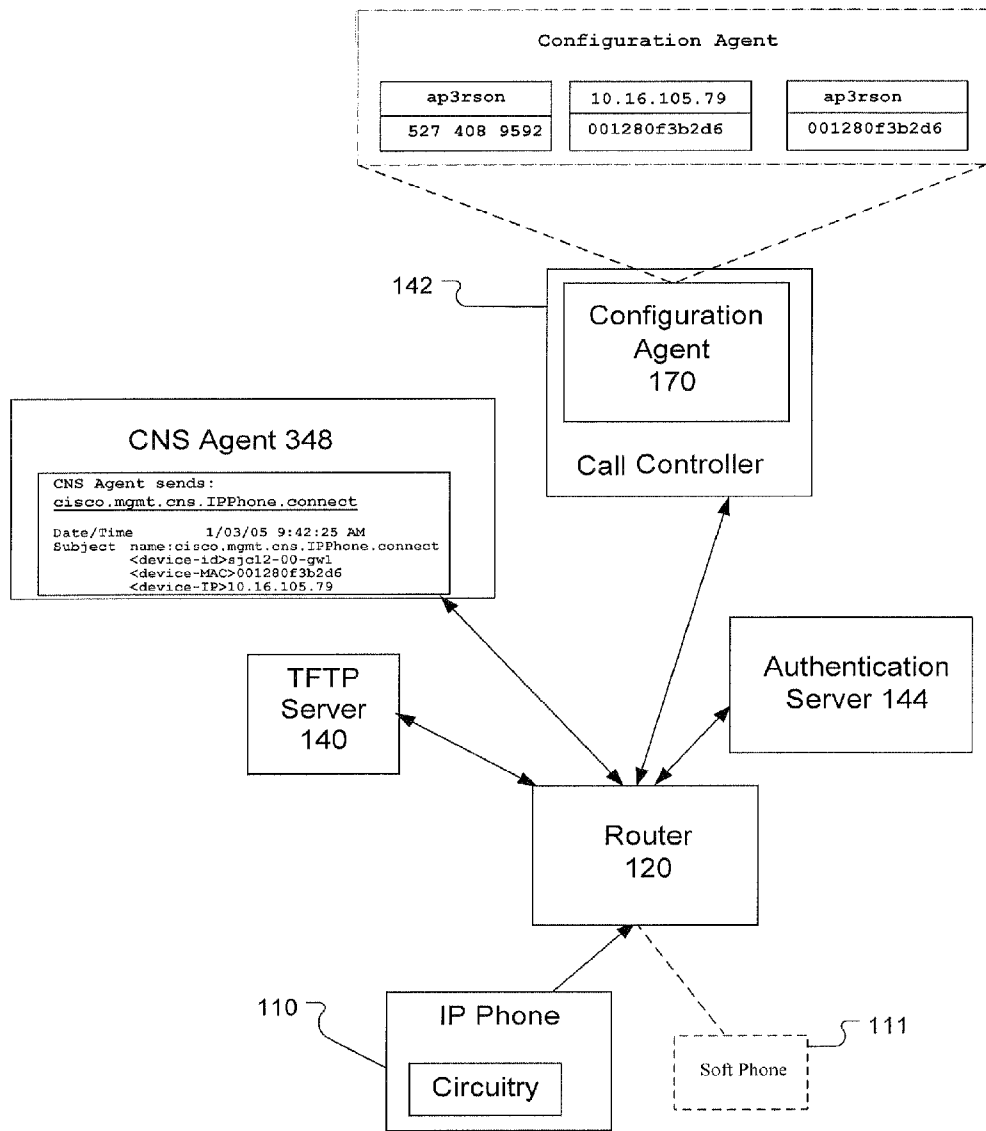 Configuration Agent
ap3rson
527 408 9592
10.16.105.79
001280f3b2d6
ap3rson
001280f3b2d6
142
Configuration
Agent
170
Call Controller
CNS Agent 348
CNS Agent sends:
cisco.mgmt.cns.IPPhone.connect
Date/Time 1/03/05 9:42:25 AM
Subject name:cisco.mgmt.cns.IPPhone.connect
<device-id>sjc12-00-gw1
<device-MAC>001280f3b2d6
<device-IP>10.16.105.79
TFTP
Server
140
Authentication
Server 144
Router
120
110
IP Phone
Circuitry
111
Soft Phone